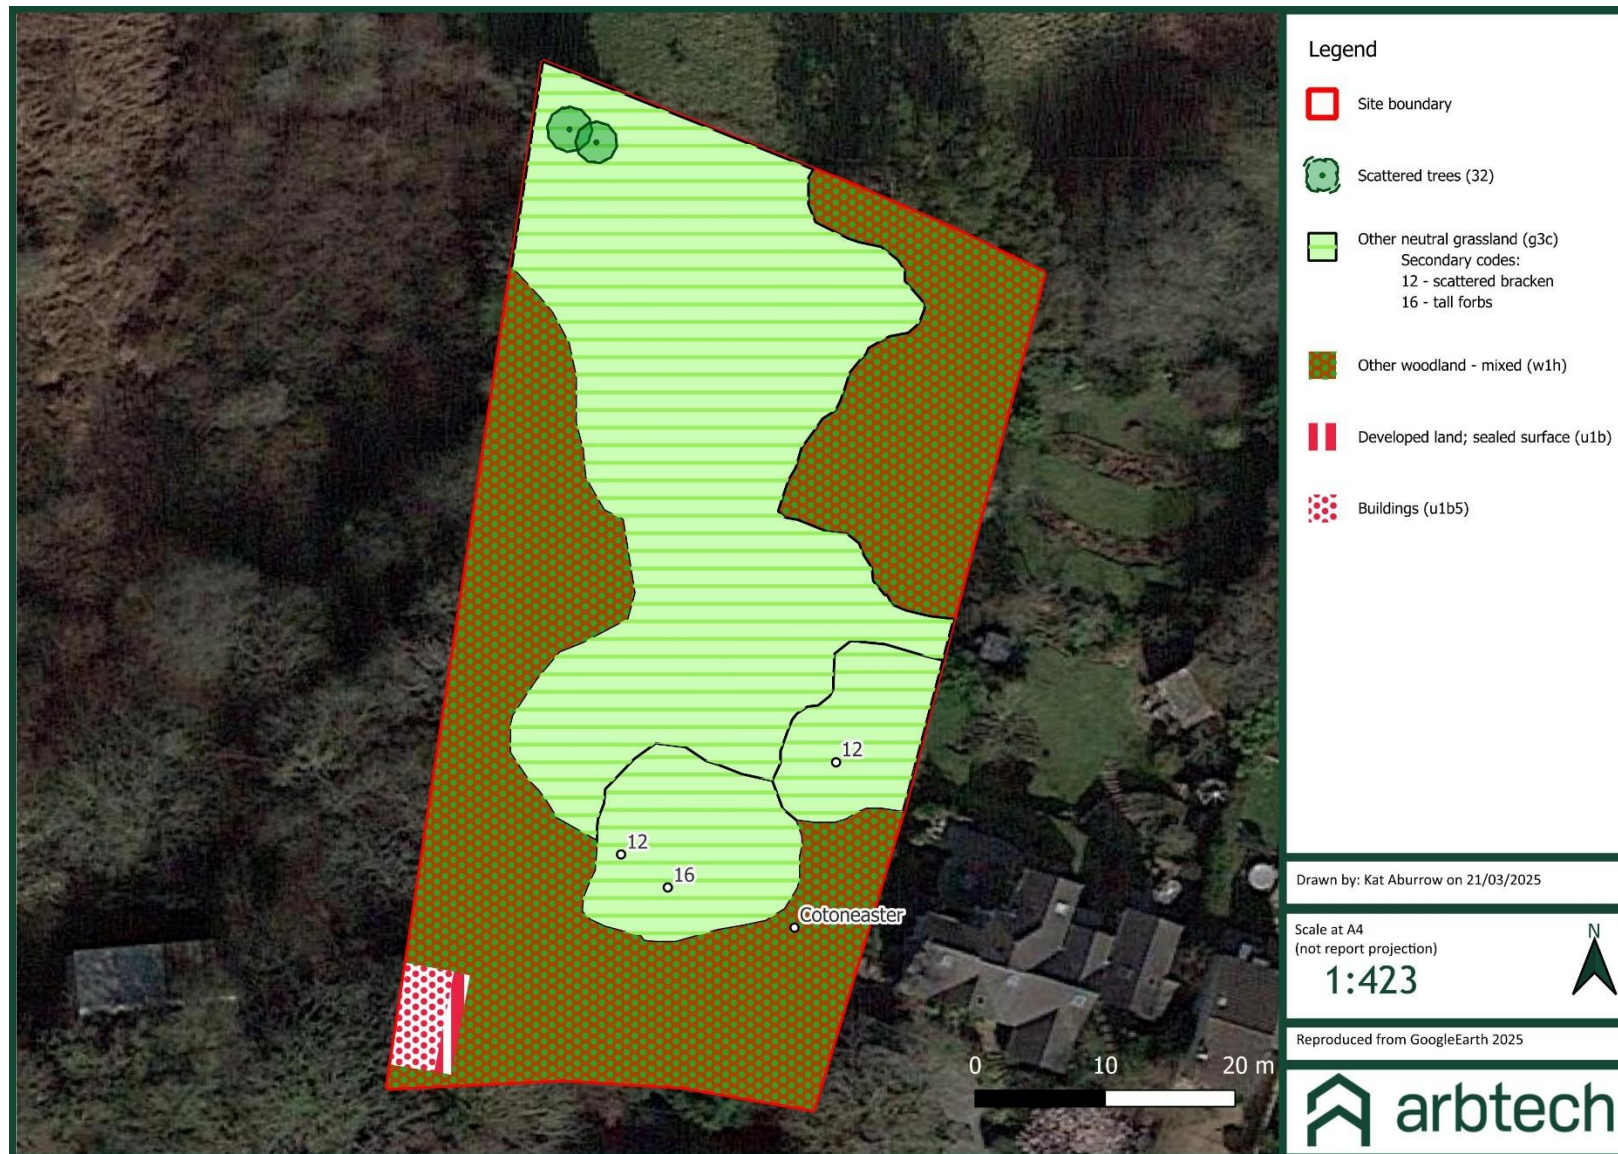 Legend
Site boundary
Scattered trees (32)
Other neutral grassland (g3c)
Secondary codes:
12 - scattered bracken
16 - tall forbs
Other woodland - mixed (w1h)
Developed land; sealed surface (u1b)
Buildings (u1b5)
12
12
16
Cotoneaster
0 10 20 m
Drawn by: Kat Aburrow on 21/03/2025
Scale at A4
(not report projection)
1:423
N
Reproduced from GoogleEarth 2025
arbtech